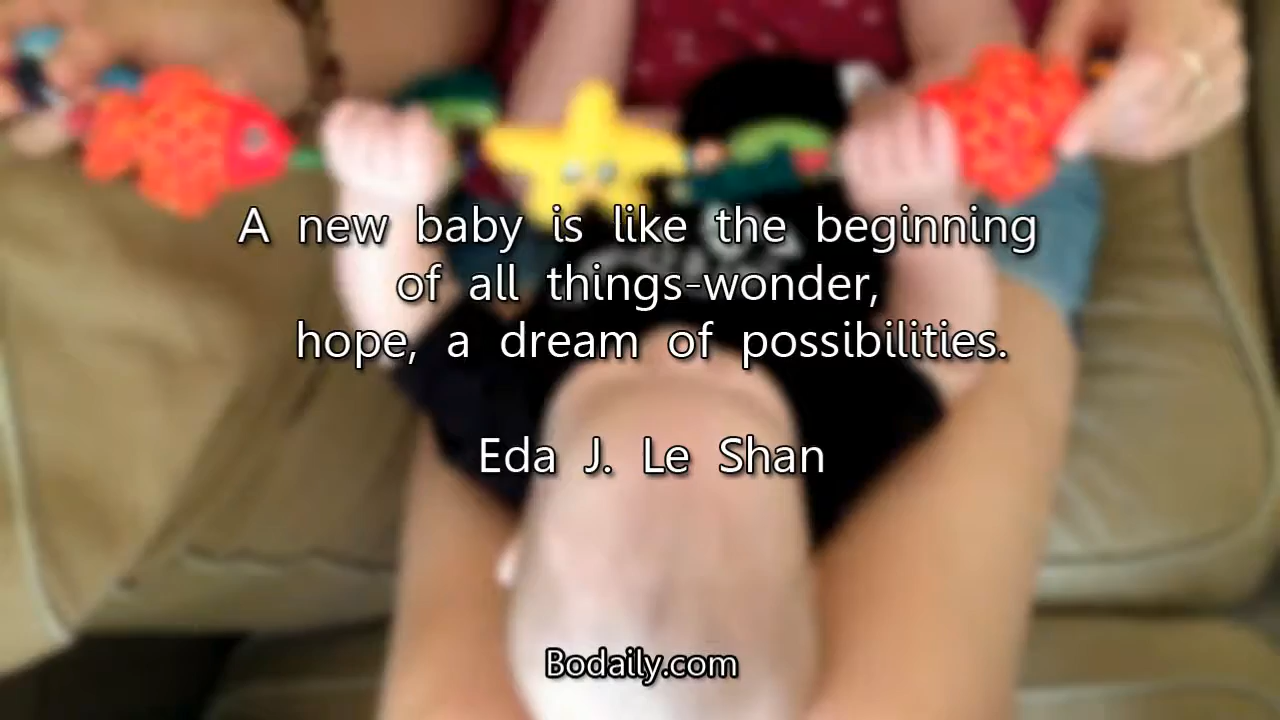 A new baby is like the beginning
of all things-wonder,
hope, a dream of possibilities.
Eda J. Le Shan
Bodaily.com